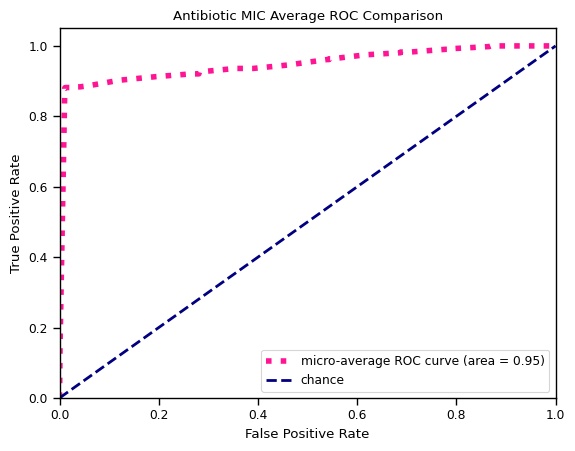 Antibiotic MIC Average ROC Comparison
1.0
0.8
0.6
0.4
0.2
0.0
True Positive Rate
micro-average ROC curve (area = 0.95)
chance
0.0 0.2 0.4 0.6 0.8 1.0
False Positive Rate